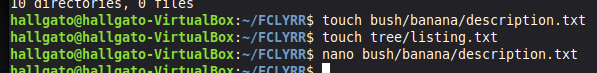 10 directories, 0 files
hallgato@hallgato-VirtualBox:~/FCLYRR$ touch bush/banana/description.txt
hallgato@hallgato-VirtualBox:~/FCLYRR$ touch tree/listing.txt
hallgato@hallgato-VirtualBox:~/FCLYRR$ nano bush/banana/description.txt
hallgato@hallgato-VirtualBox:~/FCLYRR$